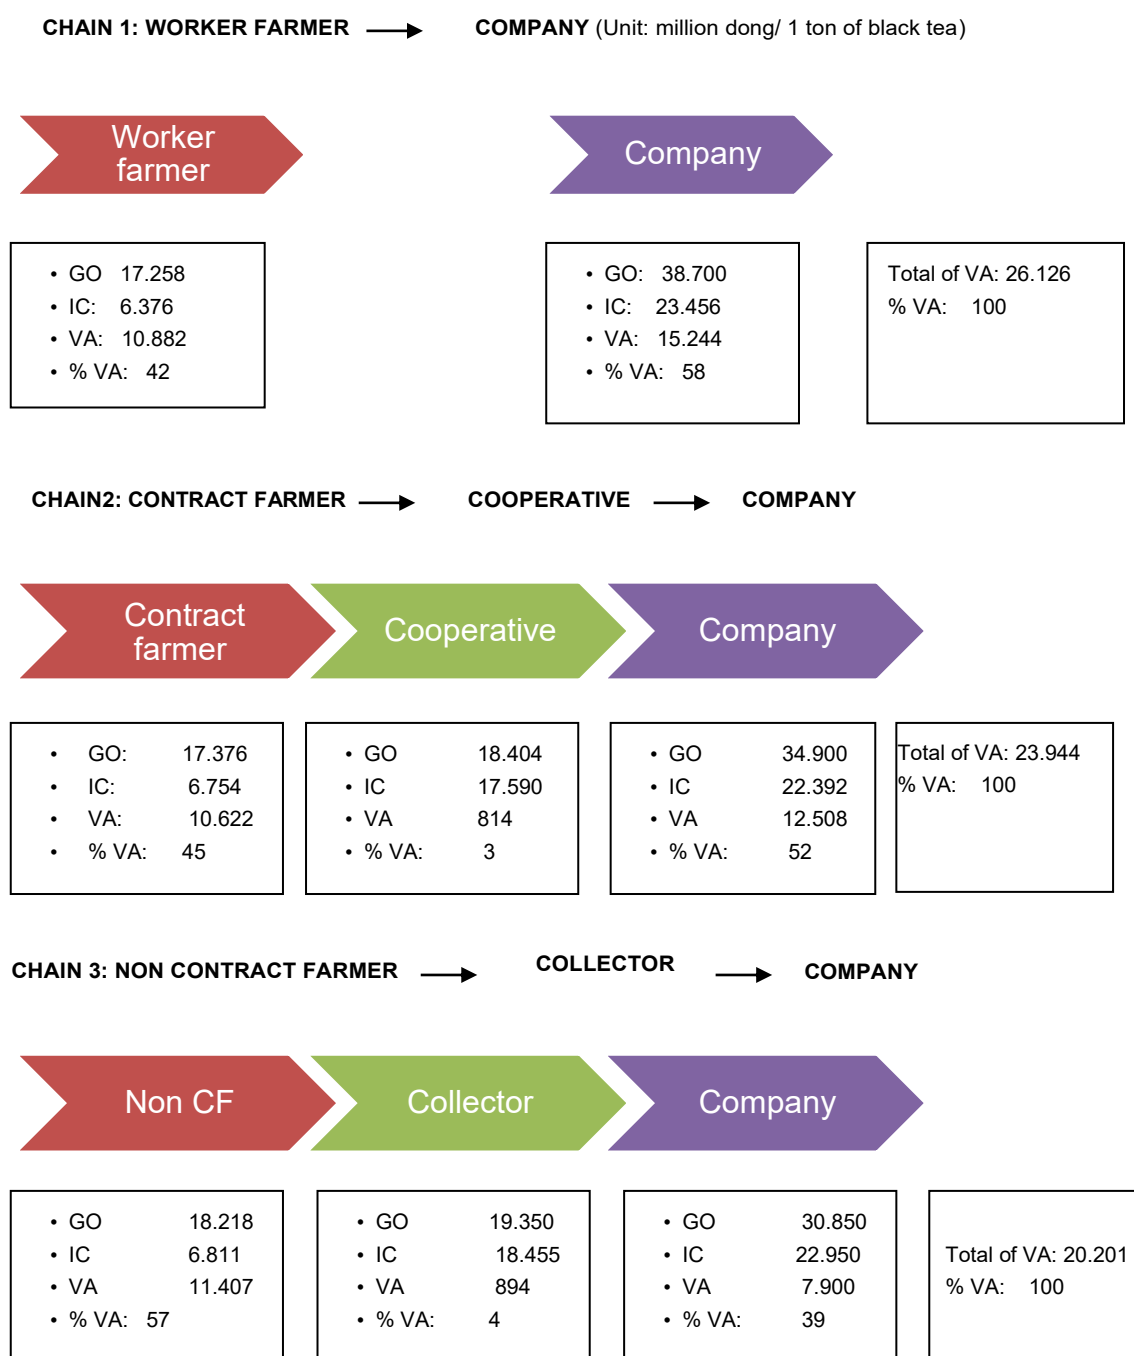 CHAIN 1: WORKER FARMER → COMPANY (Unit: million dong/ 1 ton of black tea)
Worker
farmer
Company
• GO 17.258
• IC: 6.376
• VA: 10.882
• % VA: 42
• GO: 38.700
• IC: 23.456
• VA: 15.244
• % VA: 58
Total of VA: 26.126
% VA: 100
CHAIN2: CONTRACT FARMER → COOPERATIVE → COMPANY
Contract
farmer
Cooperative
Company
• GO: 17.376
• IC: 6.754
• VA: 10.622
• % VA: 45
• GO 18.404
• IC 17.590
• VA 814
• % VA: 3
• GO 34.900
• IC 22.392
• VA 12.508
• % VA: 52
Total of VA: 23.944
% VA: 100
CHAIN 3: NON CONTRACT FARMER → COLLECTOR → COMPANY
Non CF
Collector
Company
• GO 18.218
• IC 6.811
• VA 11.407
• % VA: 57
• GO 19.350
• IC 18.455
• VA 894
• % VA: 4
• GO 30.850
• IC 22.950
• VA 7.900
• % VA: 39
Total of VA: 20.201
% VA: 100